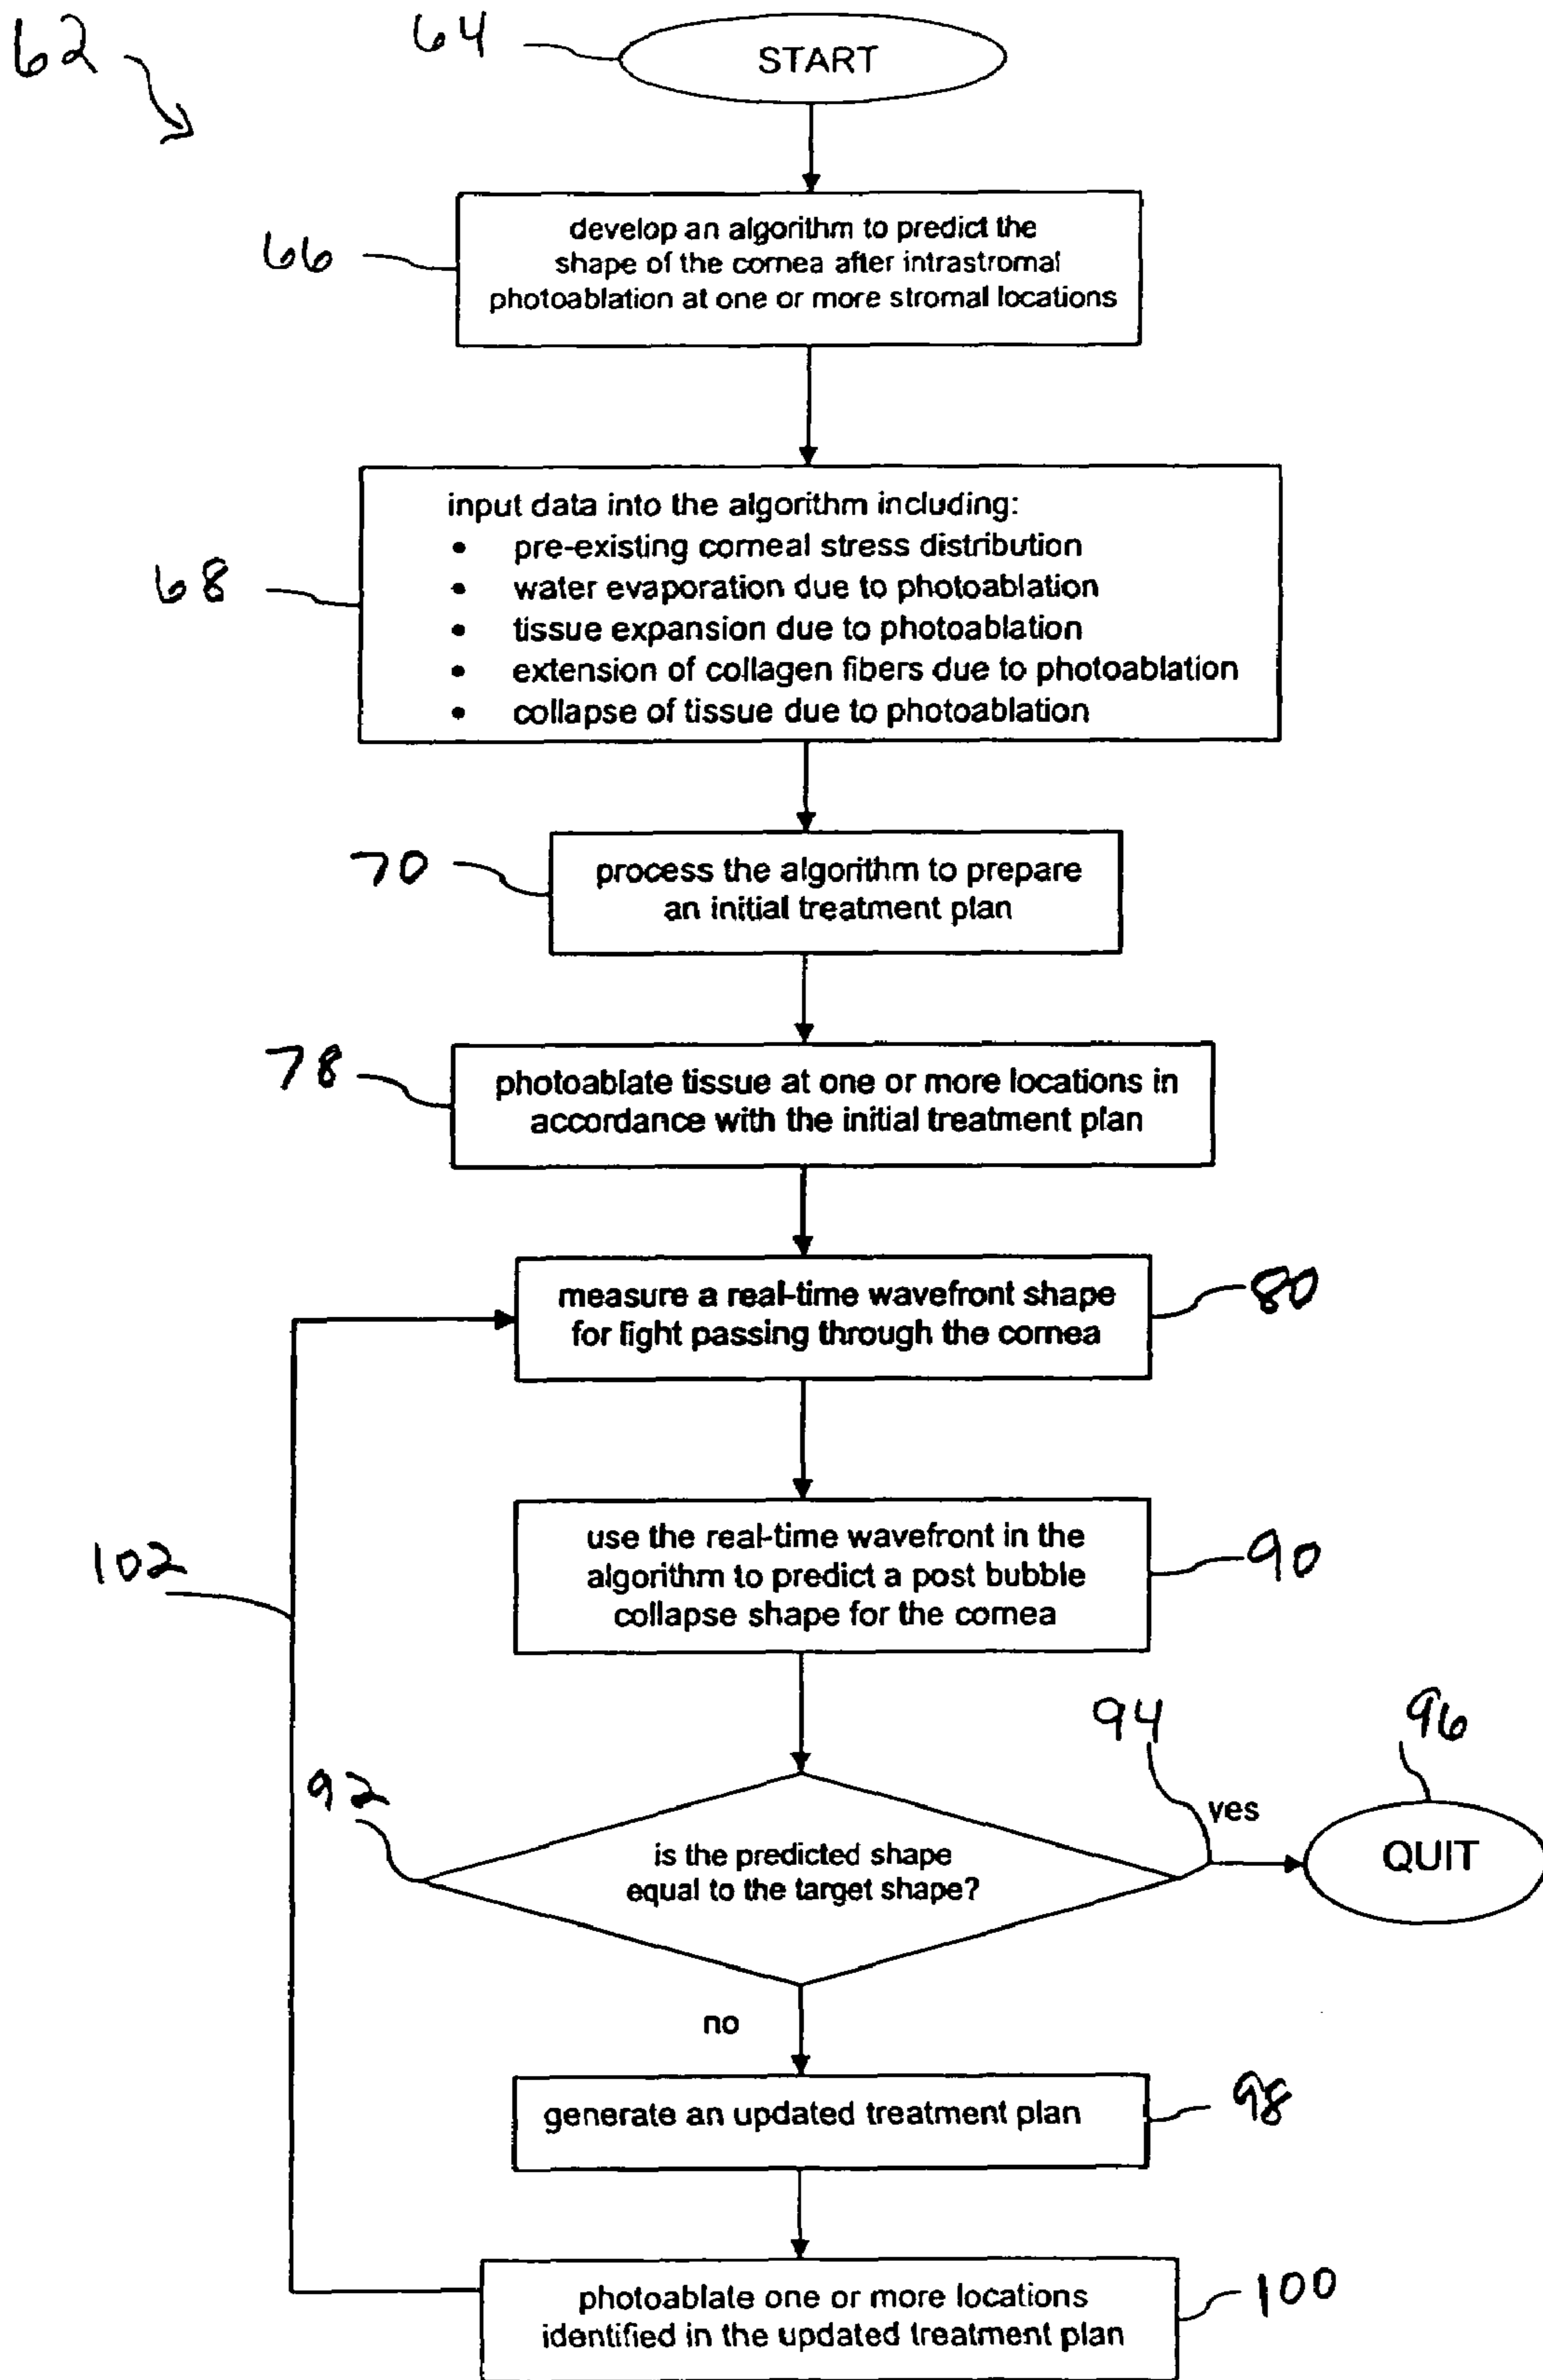 62
64
START
66
develop an algorithm to predict the
shape of the cornea after intrastromal
photoablation at one or more stromal locations
68
input data into the algorithm including:
• pre-existing corneal stress distribution
• water evaporation due to photoablation
• tissue expansion due to photoablation
• extension of collagen fibers due to photoablation
• collapse of tissue due to photoablation
70
process the algorithm to prepare
an initial treatment plan
78
photoablate tissue at one or more locations in
accordance with the initial treatment plan
80
measure a real-time wavefront shape
for light passing through the cornea
102
90
use the real-time wavefront in the
algorithm to predict a post bubble
collapse shape for the cornea
92
94
96
is the predicted shape
equal to the target shape?
yes
QUIT
no
98
generate an updated treatment plan
100
photoablate one or more locations
identified in the updated treatment plan